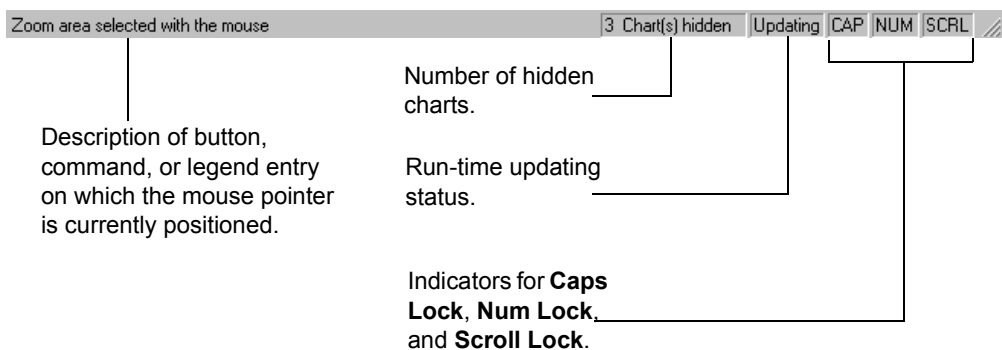 Zoom area selected with the mouse 3 Chart(s) hidden Updating CAP NUM SCRL
Number of hidden
charts.
Description of button,
command, or legend entry
on which the mouse pointer
is currently positioned.
Run-time updating
status.
Indicators for Caps
Lock, Num Lock,
and Scroll Lock.